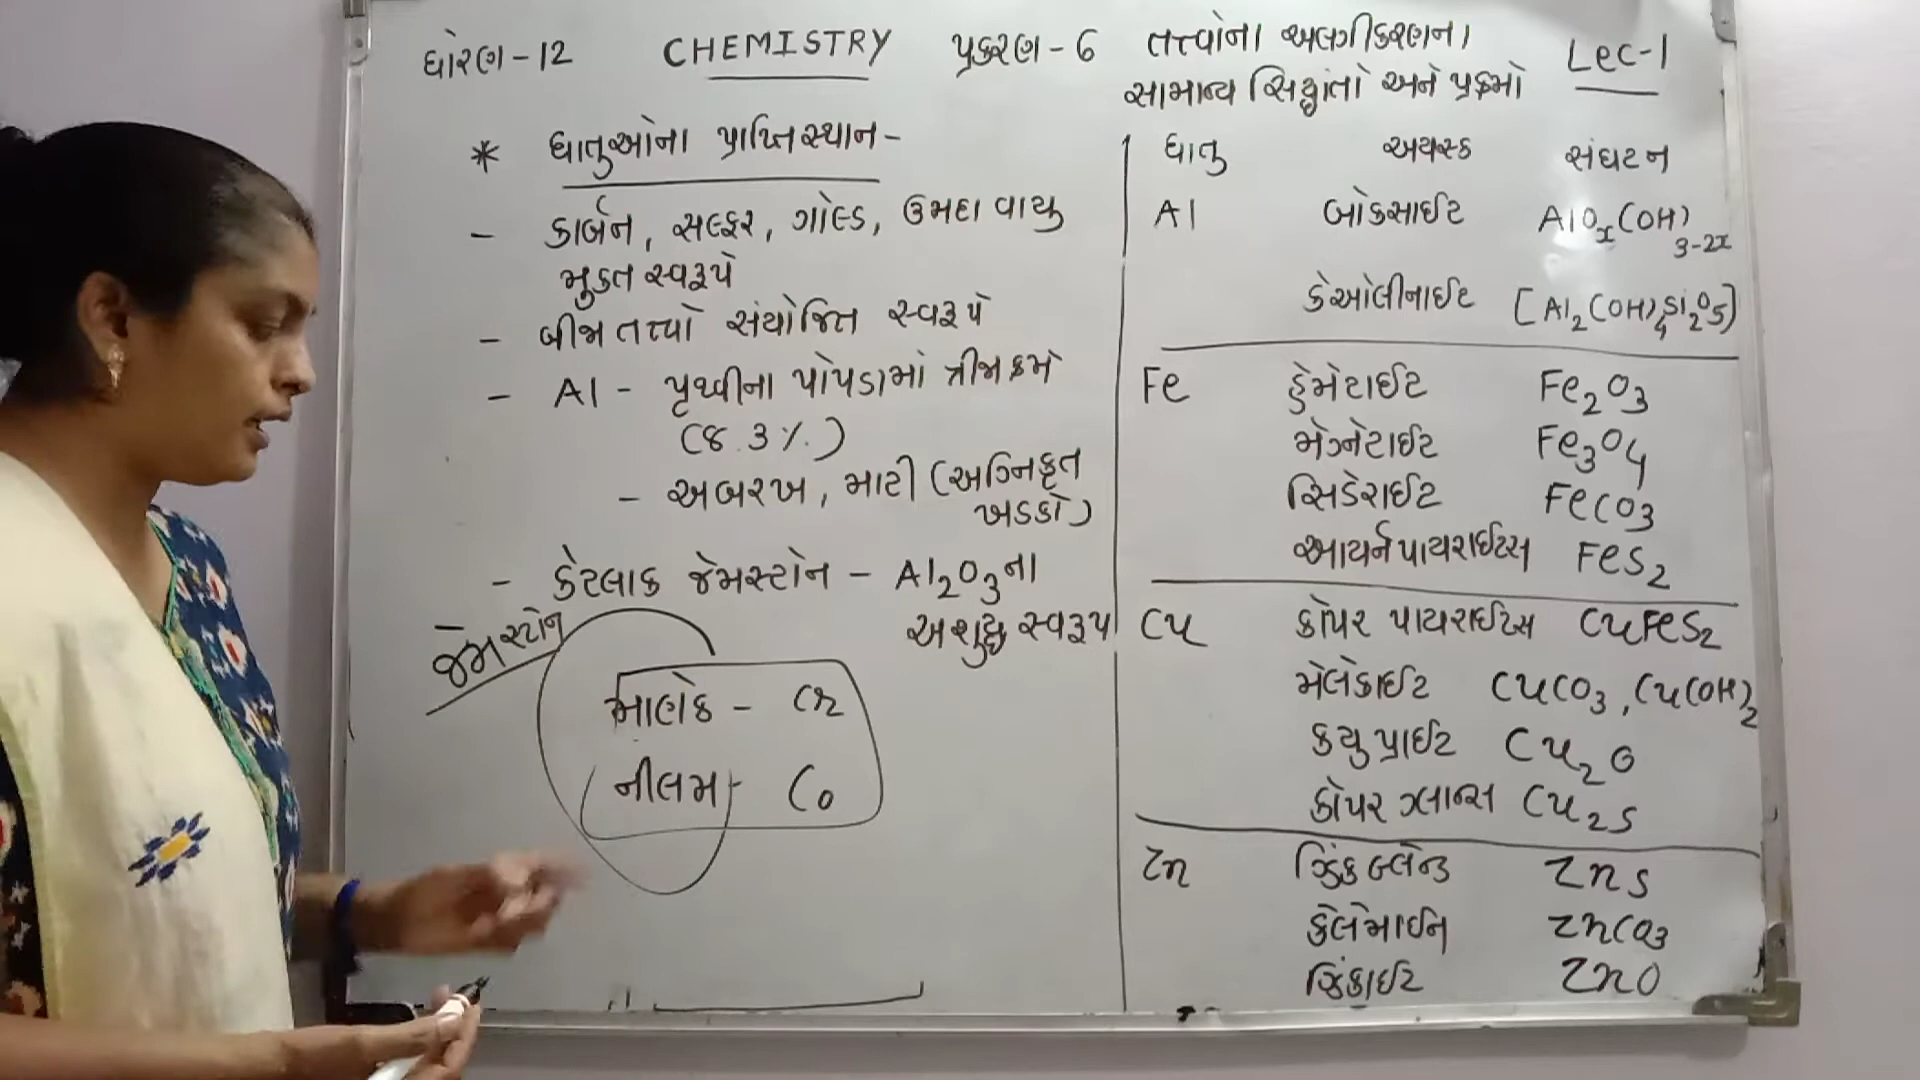 ધોરણ-12 CHEMISTRY પ્રકરણ-6 તત્ત્વોના અલગીકરણના
સામાન્ય સિદ્ધાંતો અને પ્રક્રમો
Lec-1
* ધાતુઓના પ્રાપ્તિસ્થાન-
- કાર્બન, સલ્ફર, ગોલ્ડ, ઉમદા વાયુ
મુક્ત સ્વરૂપે
- બીજા તત્વો સંયોજિત સ્વરૂપે
- Al - પૃથ્વીના પોપડામાં ત્રીજા ક્રમે
(8.3%)
- અબરખ, માટી (અગ્નિકૃત
ખડકો)
- કેટલાક જેમસ્ટોન - Al2O3ના
અશુદ્ધ સ્વરૂપ
જેમસ્ટોન
માણેક - Cr
નીલમ - Co
ધાતુ અયસ્ક સંઘટન
Al બોકસાઈટ AlOx(OH)3-2x
કેઓલીનાઈટ [Al2(OH)4Si2O5]
Fe હેમેટાઈટ Fe2O3
મેગ્નેટાઈટ Fe3O4
સિડેરાઈટ FeCO3
આયર્ન પાયરાઈટસ FeS2
Cu કોપર પાયરાઈટસ CuFeS2
મેલેકાઈટ CuCO3, Cu(OH)2
કયુપ્રાઈટ Cu2O
કોપર ગ્લાન્સ Cu2S
Zn ઝિંક બ્લેન્ડ ZnS
કેલેમાઈન ZnCO3
ઝિંકાઈટ ZnO